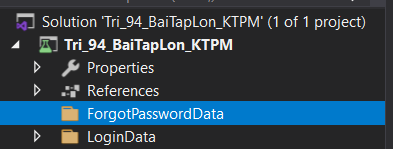 Solution 'Tri_94_BaiTapLon_KTPM' (1 of 1 project)
Tri_94_BaiTapLon_KTPM
Properties
References
ForgotPasswordData
LoginData